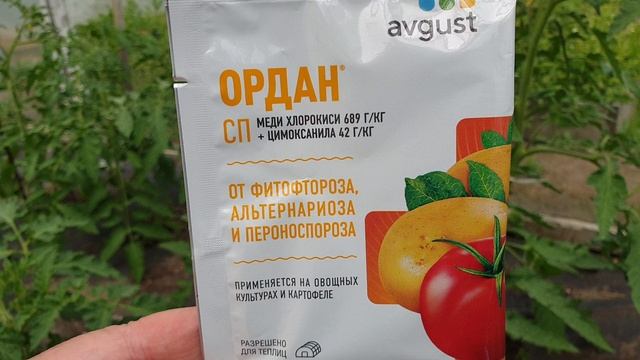 avgust
ОРДАН®
СП МЕДИ ХЛОРОКИСИ 689 Г/КГ
+ ЦИМОКСАНИЛА 42 Г/КГ
ОТ ФИТОФТОРОЗА,
АЛЬТЕРНАРИОЗА
И ПЕРОНОСПОРОЗА
ПРИМЕНЯЕТСЯ НА ОВОЩНЫХ
КУЛЬТУРАХ И КАРТОФЕЛЕ
РАЗРЕШЕНО
ДЛЯ ТЕПЛИЦ